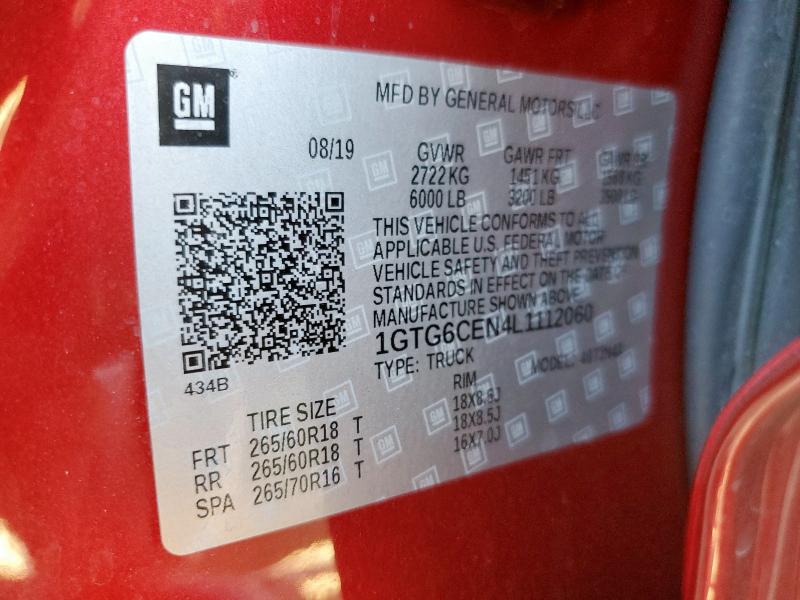 GM
MFD BY GENERAL MOTORS LLC
08/19
GVWR GAWR FRT GAWR RR
2722 KG 1451 KG
6000 LB 3200 LB
THIS VEHICLE CONFORMS TO ALL
APPLICABLE U.S. FEDERAL MOTOR
VEHICLE SAFETY AND THEFT PREVENTION
STANDARDS IN EFFECT ON THE DATE OF
MANUFACTURE SHOWN ABOVE
1GTG6CEN4L1112060
TYPE: TRUCK MODEL:
434B
TIRE SIZE RIM
FRT 265/60R18 T 18X8.5J
RR 265/60R18 T 18X8.5J
SPA 265/70R16 T 16X7.0J